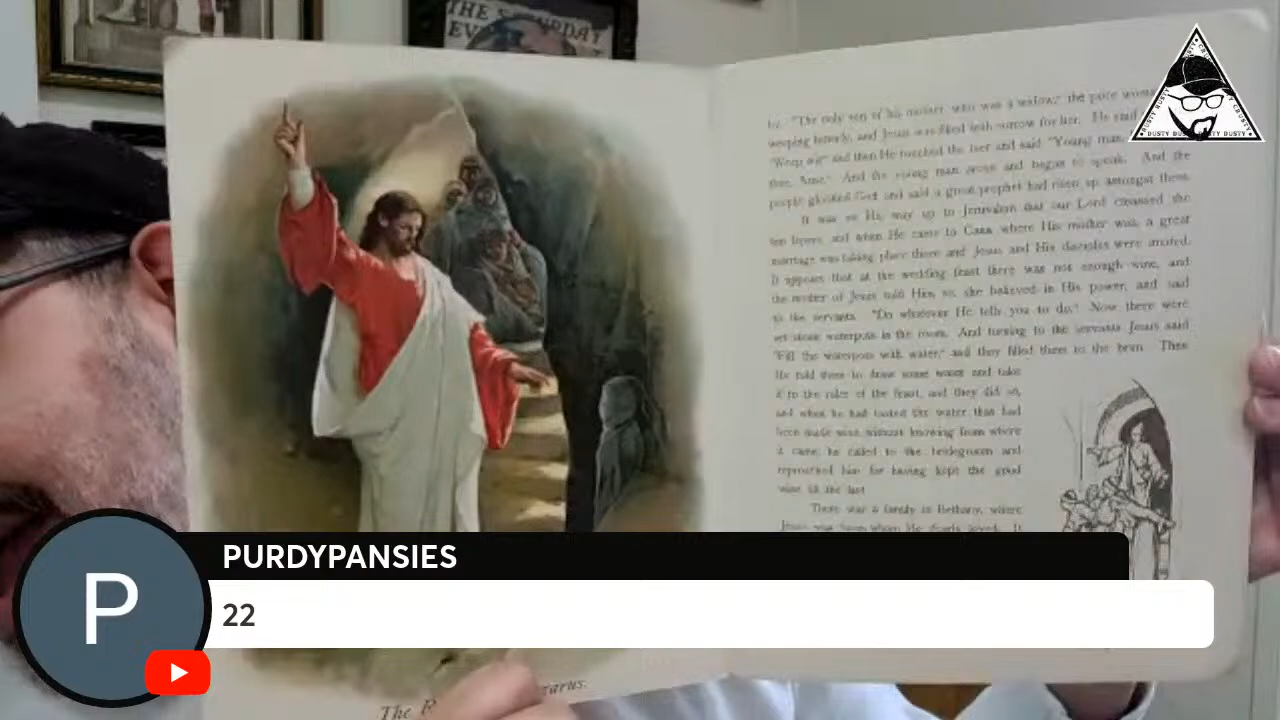 THE SATURDAY
by. "The only son of his mother, who was a widow," the poor
weeping bitterly, and Jesus was filled with sorrow for her. He said
"Weep not" and then He touched the bier and said "Young man,
thee, Arise." And the young man arose and began to speak. And the
people glorified God and said a great prophet had risen up amongst them.
It was on His way up to Jerusalem that our Lord cleansed the
ten lepers, and when He came to Cana where His mother was, a great
marriage was taking place there and Jesus and His disciples were invited.
It appears that at the wedding feast there was not enough wine, and
the mother of Jesus told Him so, she believed in His power, and said
to the servants, "Do whatever He tells you to do." Now there were
set stone waterpots in the room. And turning to the servants Jesus said
"Fill the waterpots with water," and they filled them to the brim. Then
He told them to draw some water and take
it to the ruler of the feast, and they did so,
and when he had tasted the water that had
been made wine, without knowing from where
it came, he called to the bridegroom and
reproached him for having kept the good
wine till the last
There was a family in Bethany, where
Jesus was whom He dearly loved. It
DUSTY DUSTY
PURDYPANSIES
P
22
The